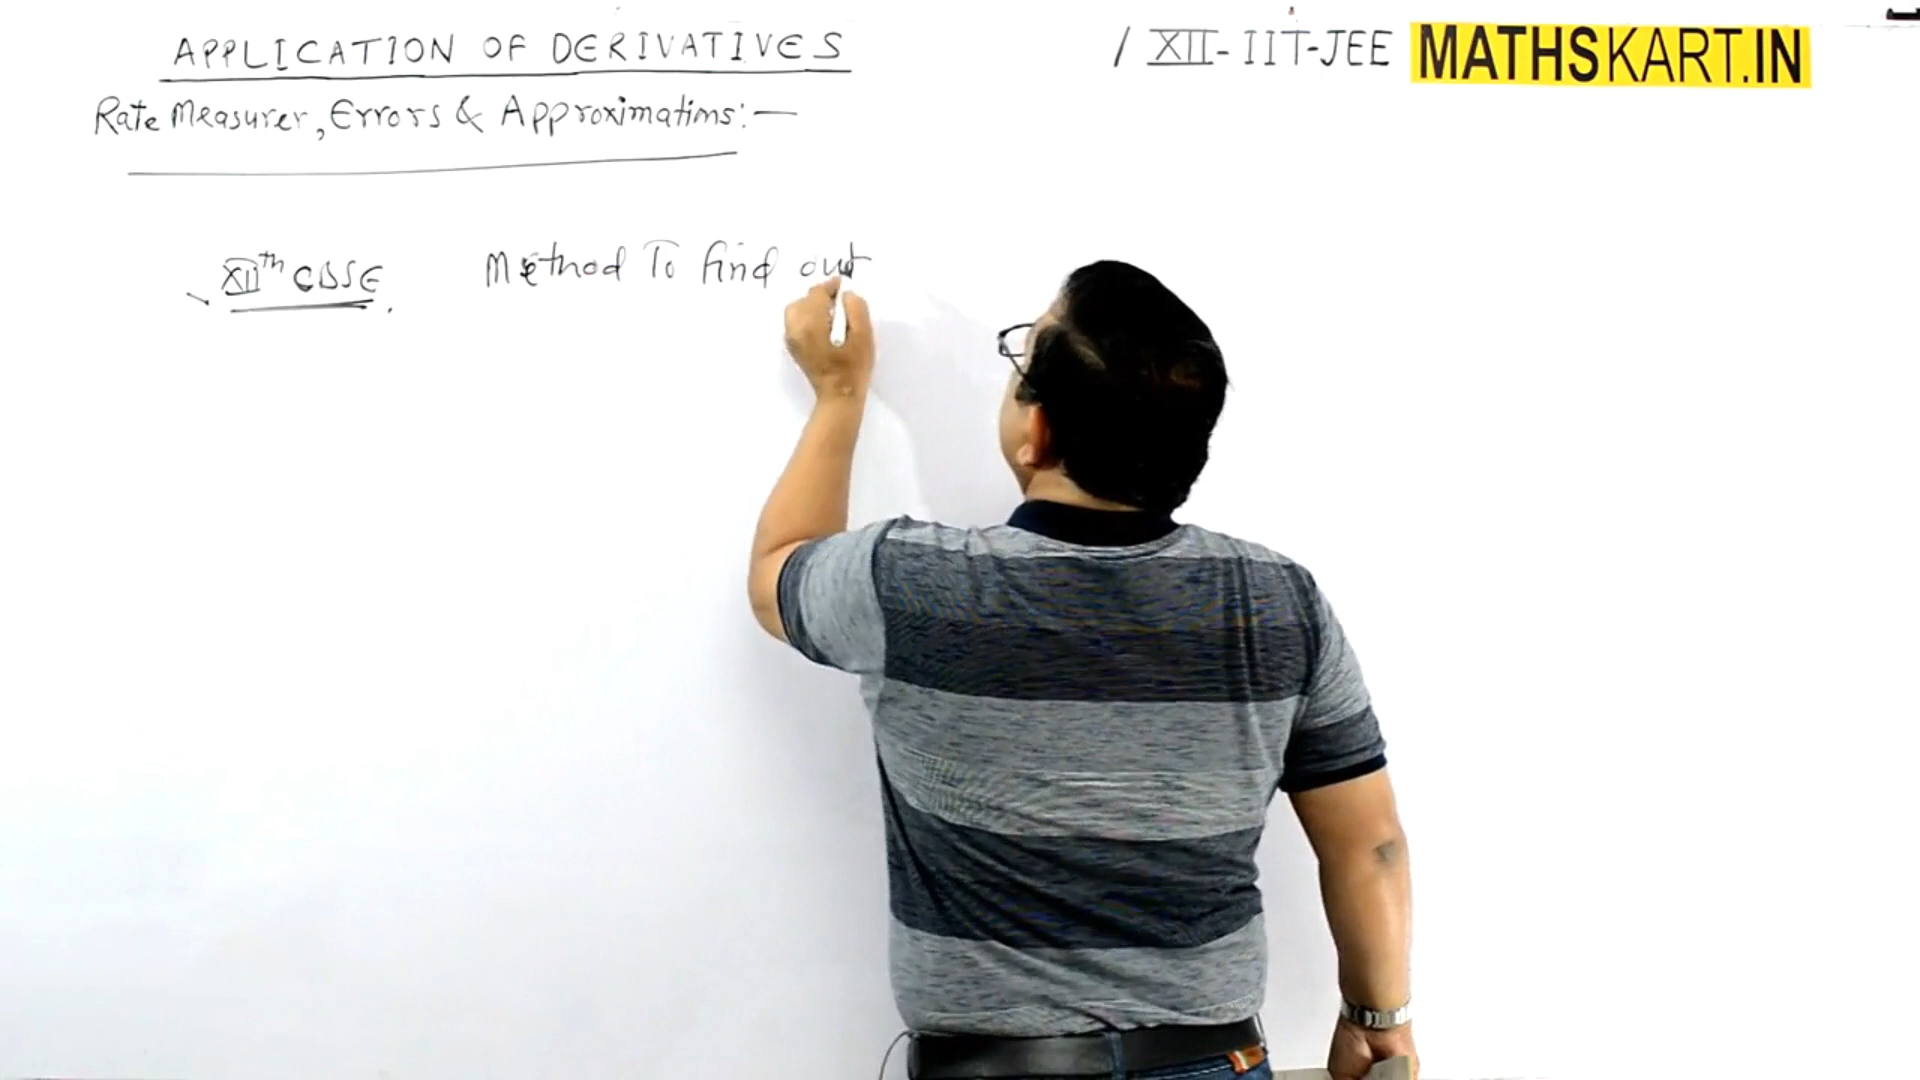 APPLICATION OF DERIVATIVES / XII-IIT-JEE MATHSKART.IN
Rate Measurer, Errors & Approximations:—
XIIth CBSE. Method To find out